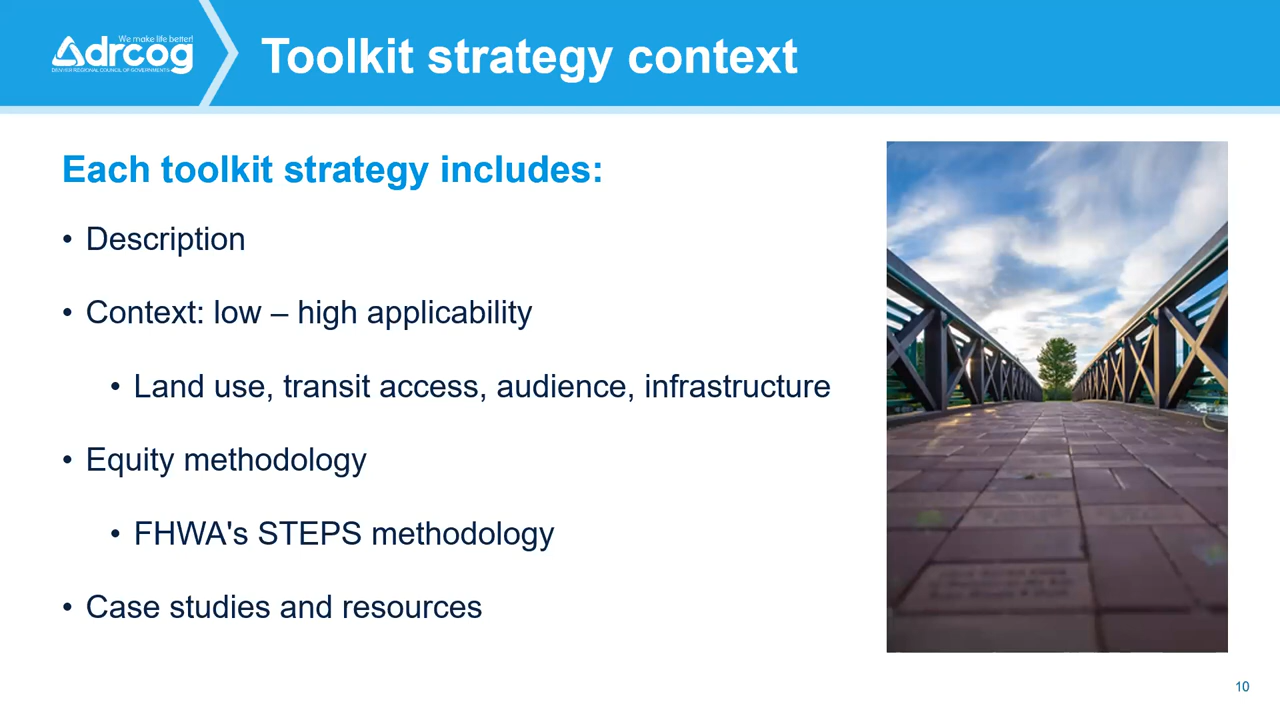 We make life better!
drcog
DENVER REGIONAL COUNCIL OF GOVERNMENTS
Toolkit strategy context
Each toolkit strategy includes:
• Description
• Context: low – high applicability
• Land use, transit access, audience, infrastructure
• Equity methodology
• FHWA's STEPS methodology
• Case studies and resources
10